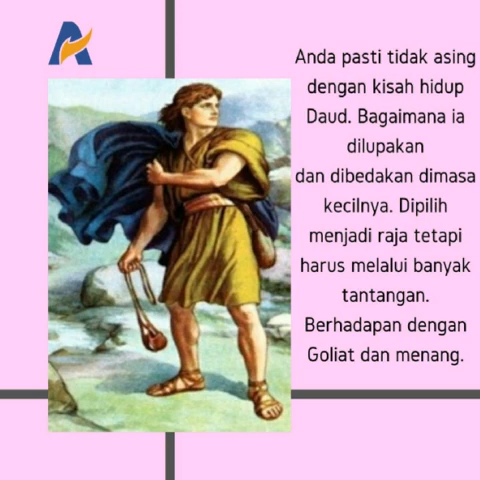 Anda pasti tidak asing
dengan kisah hidup
Daud. Bagaimana ia
dilupakan
dan dibedakan dimasa
kecilnya. Dipilih
menjadi raja tetapi
harus melalui banyak
tantangan.
Berhadapan dengan
Goliat dan menang.